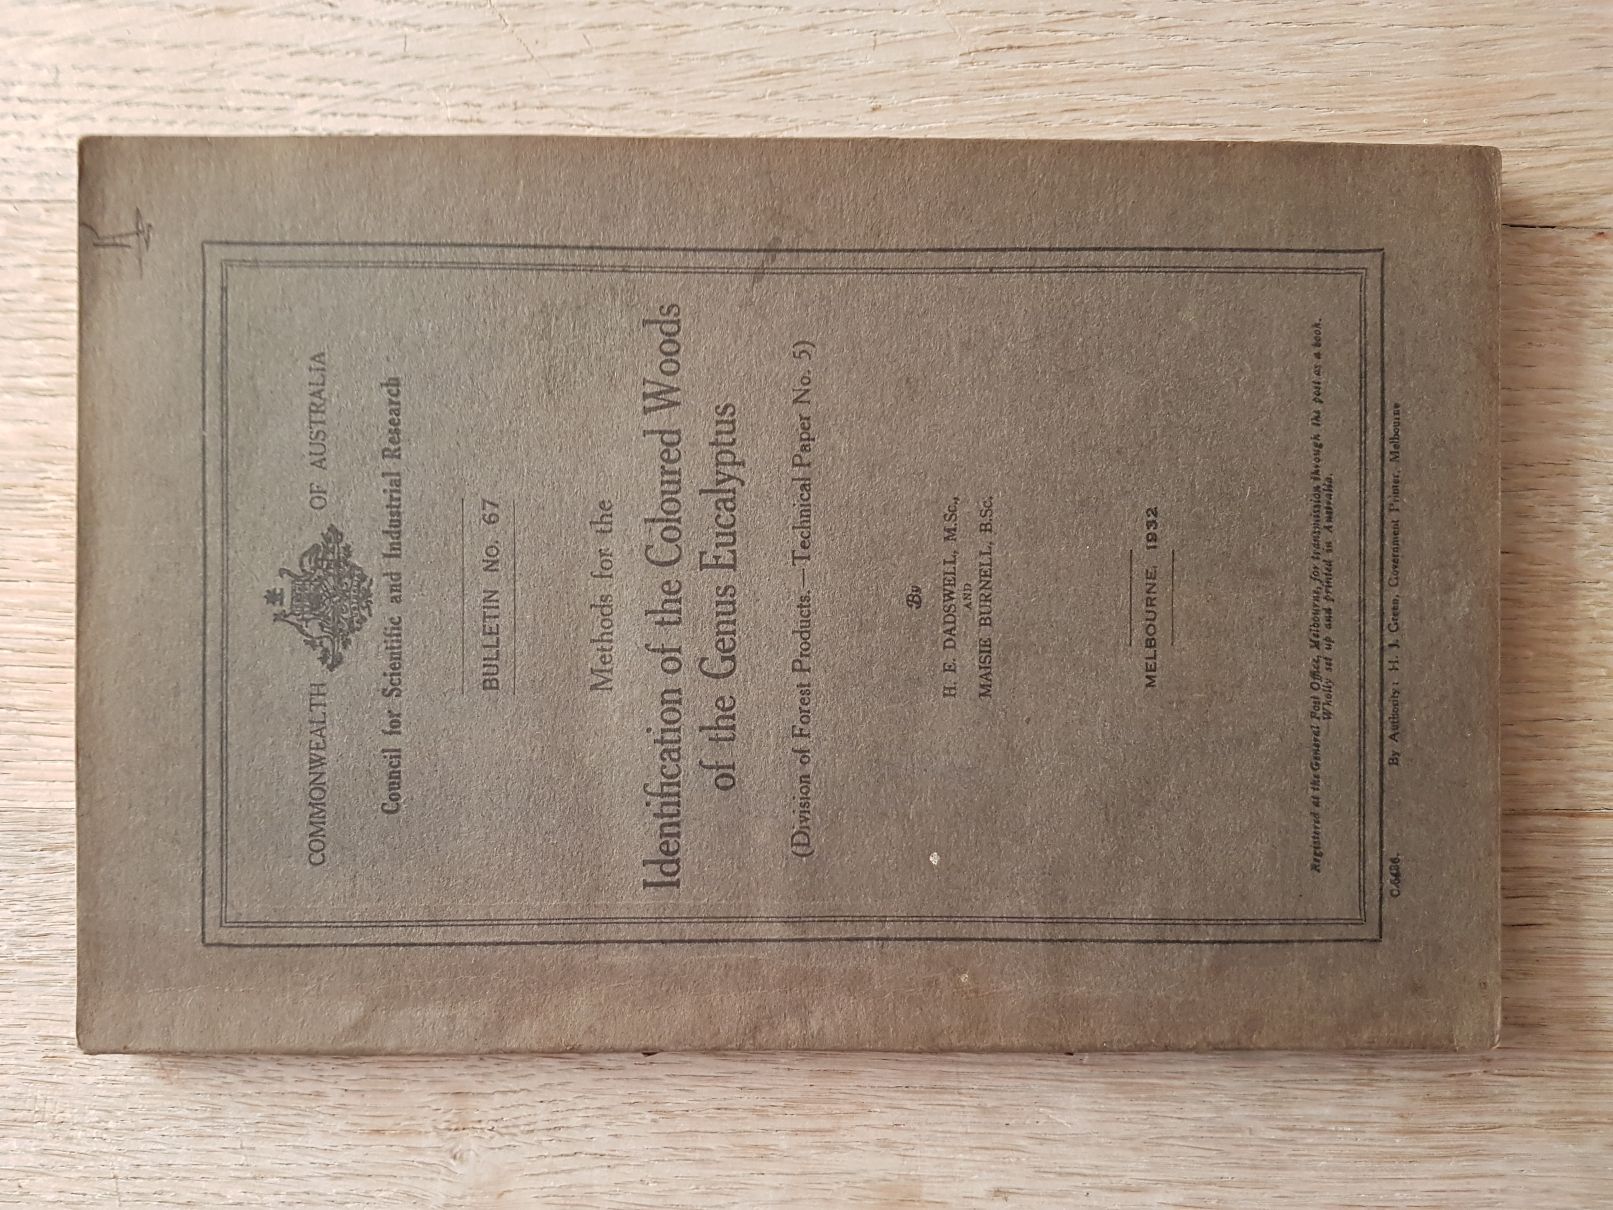 COMMONWEALTH OF AUSTRALIA
Council for Scientific and Industrial Research
BULLETIN No. 67
Methods for the
Identification of the Coloured Woods
of the Genus Eucalyptus
(Division of Forest Products.—Technical Paper No. 5)
By
H. E. DADSWELL, M.Sc.,
AND
MAISIE BURNELL, B.Sc.
MELBOURNE, 1932
Registered at the General Post Office, Melbourne, for transmission through the post as a book.
Wholly set up and printed in Australia.
By Authority: H. J. Green, Government Printer, Melbourne